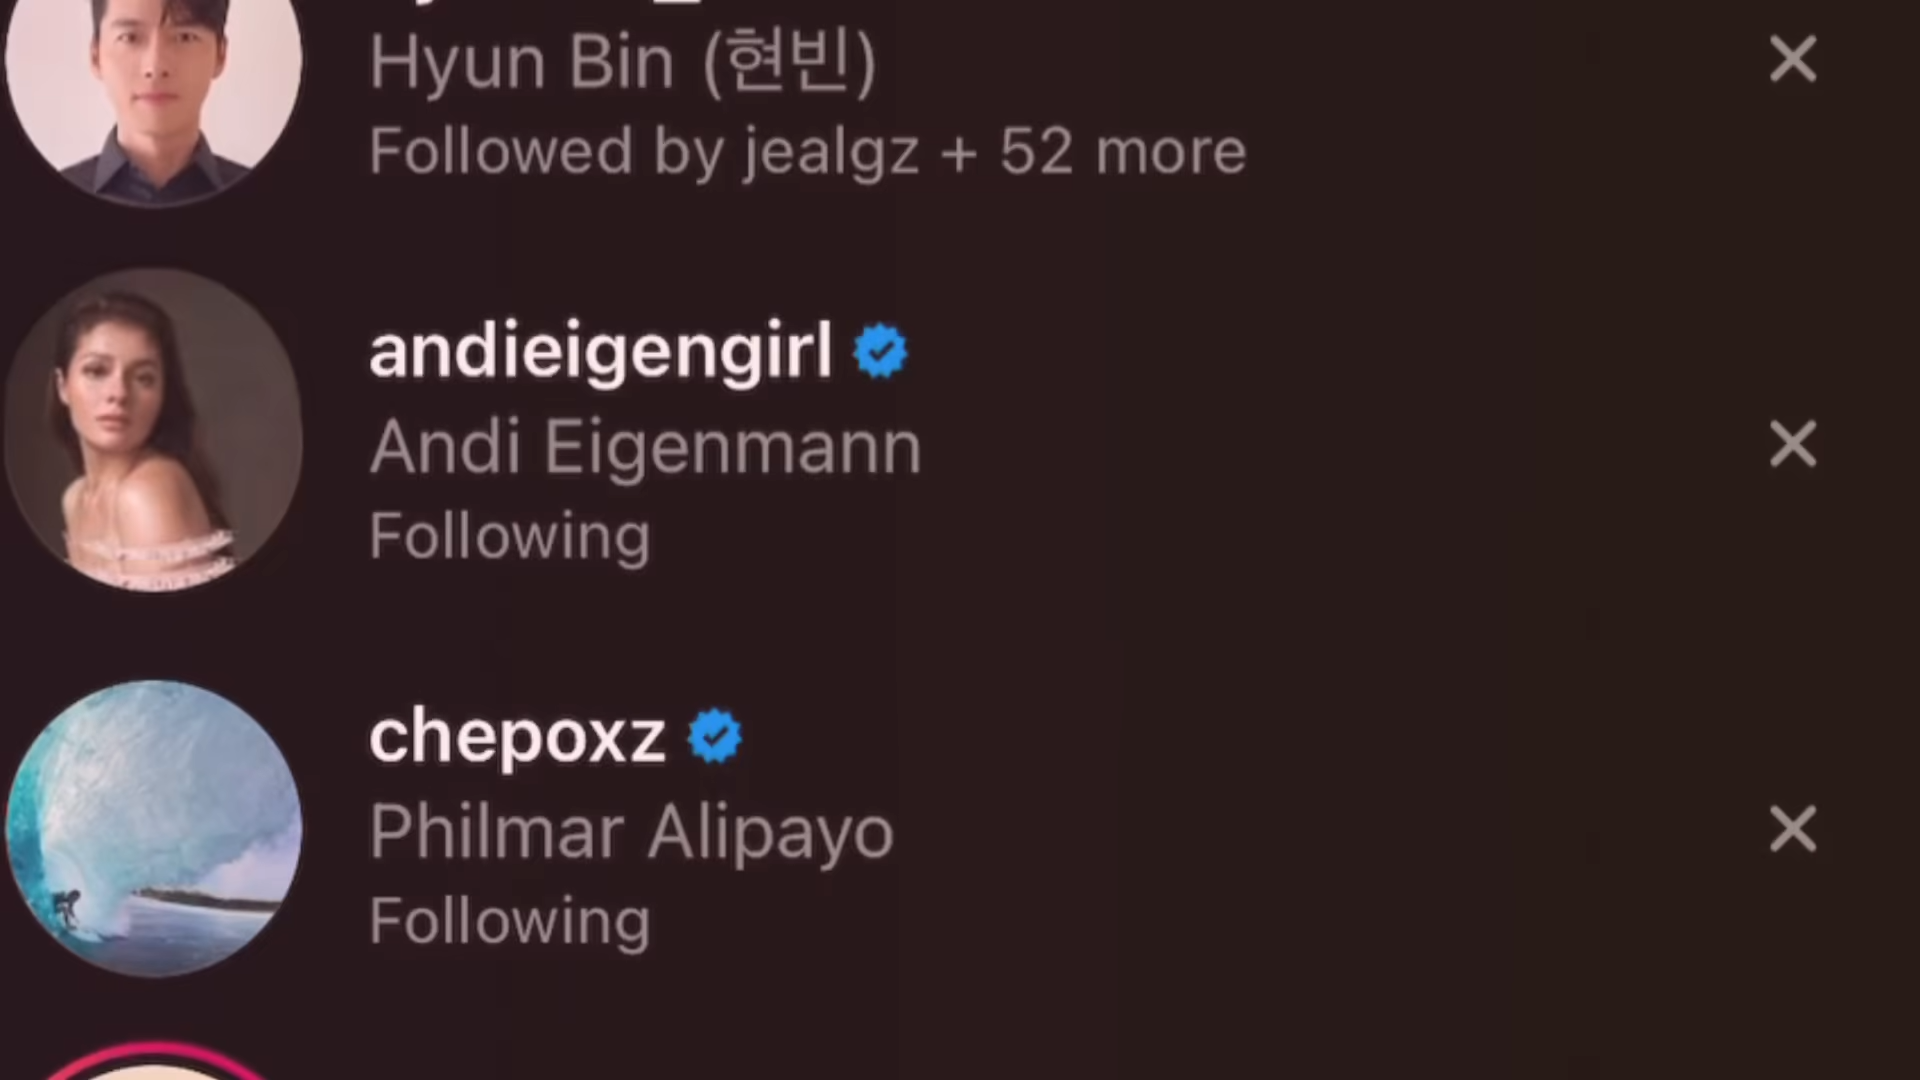 Hyun Bin (현빈)
Followed by jealgz + 52 more
andieigengirl
Andi Eigenmann
Following
chepoxz
Philmar Alipayo
Following